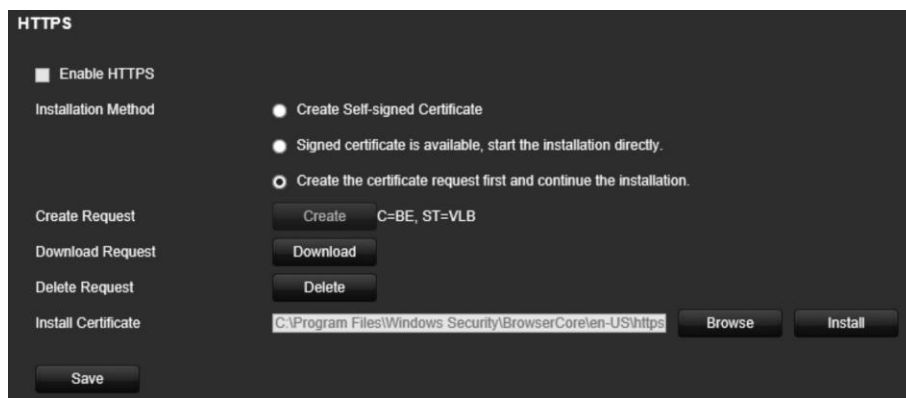 HTTPS
Enable HTTPS
Installation Method
Create Self-signed Certificate
Signed certificate is available, start the installation directly.
Create the certificate request first and continue the installation.
Create Request Create C=BE, ST=VLB
Download Request Download
Delete Request Delete
Install Certificate C:\Program Files\Windows Security\BrowserCore\en-US\https Browse Install
Save